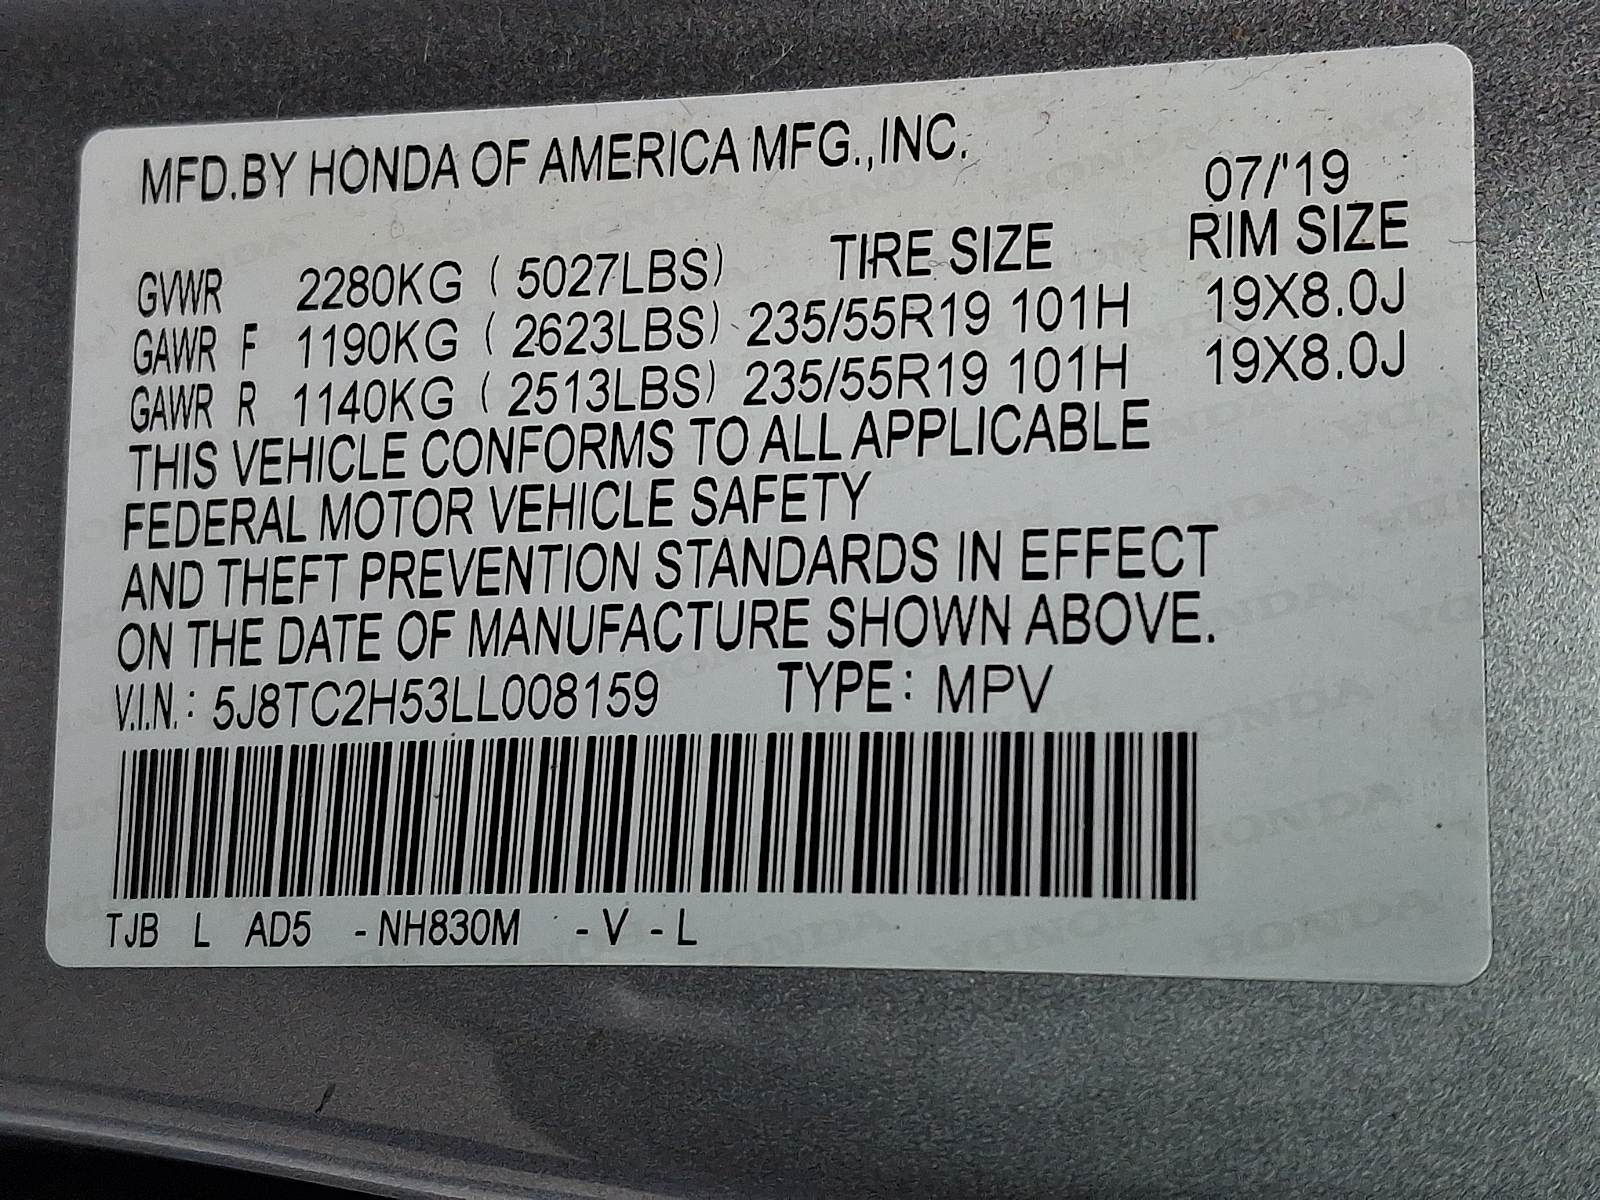 MFD.BY HONDA OF AMERICA MFG.,INC.
07/'19
GVWR 2280KG ( 5027LBS) TIRE SIZE RIM SIZE
GAWR F 1190KG ( 2623LBS) 235/55R19 101H 19X8.0J
GAWR R 1140KG ( 2513LBS) 235/55R19 101H 19X8.0J
THIS VEHICLE CONFORMS TO ALL APPLICABLE
FEDERAL MOTOR VEHICLE SAFETY
AND THEFT PREVENTION STANDARDS IN EFFECT
ON THE DATE OF MANUFACTURE SHOWN ABOVE.
V.I.N. : 5J8TC2H53LL008159 TYPE : MPV
TJB L AD5 - NH830M - V - L